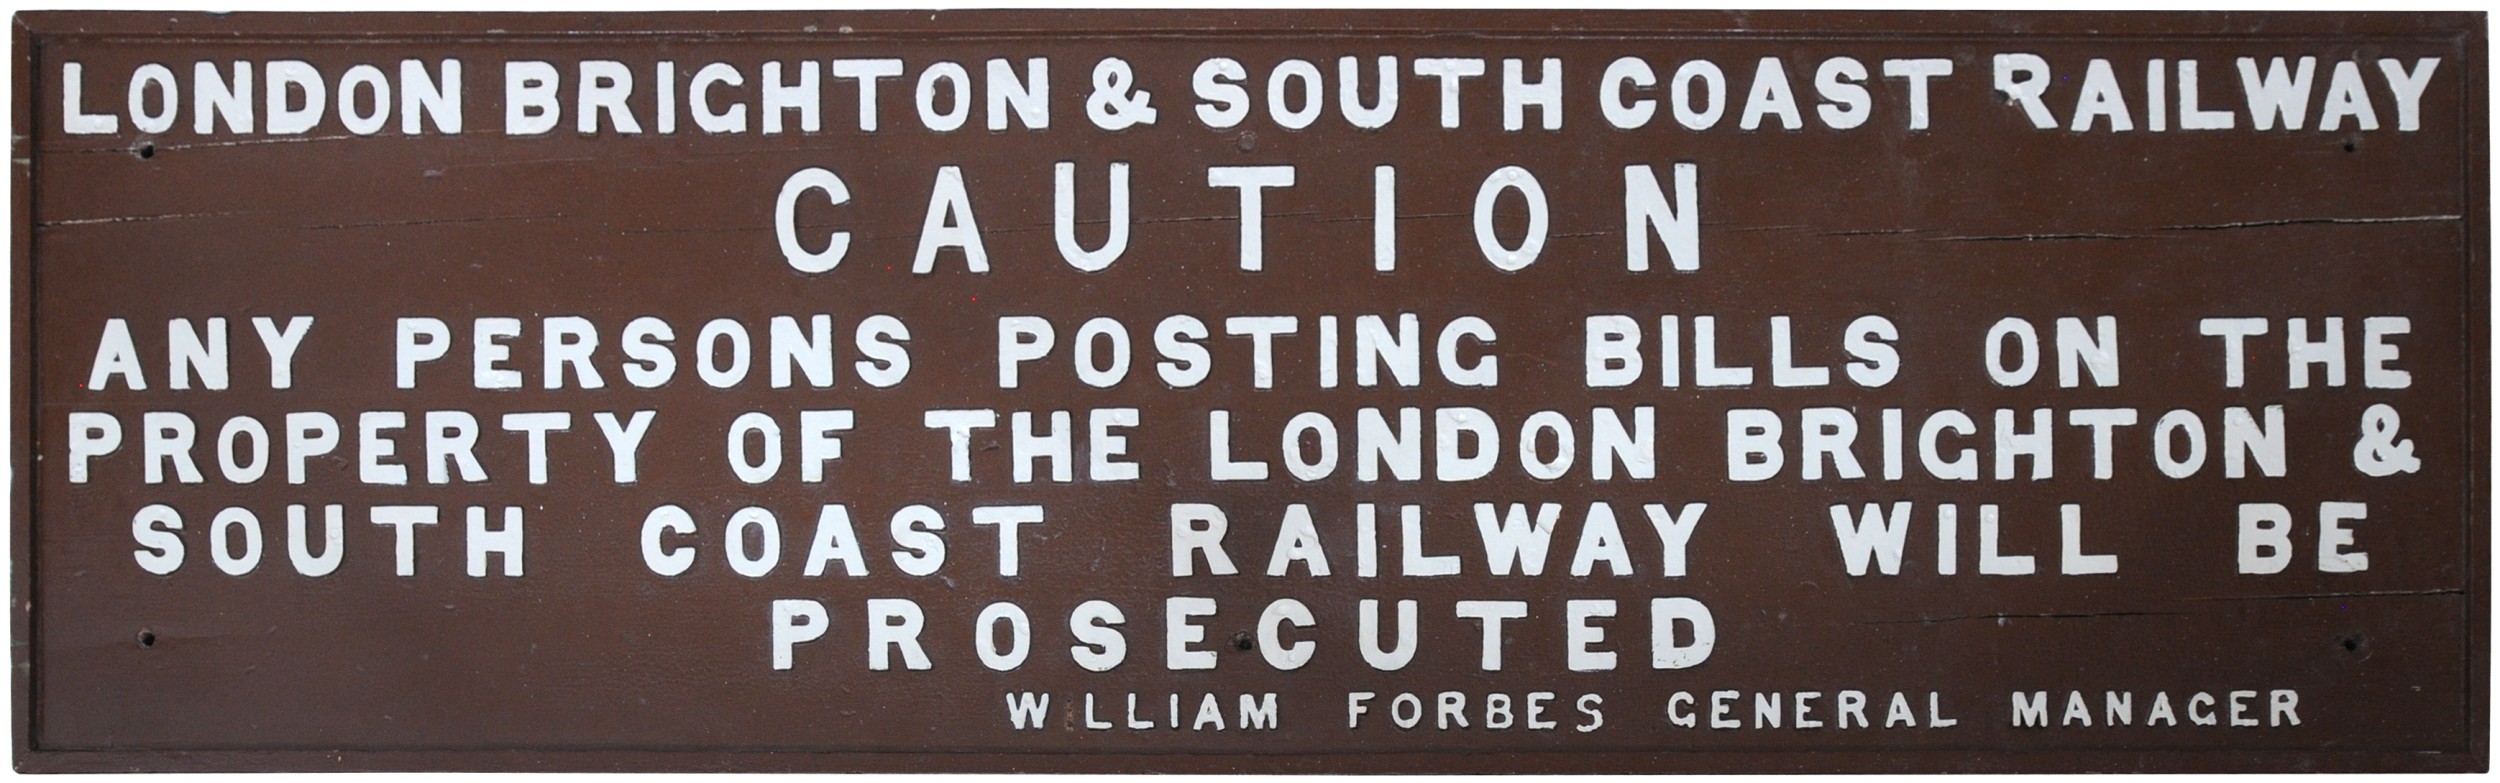 LONDON BRIGHTON & SOUTH COAST RAILWAY
CAUTION
ANY PERSONS POSTING BILLS ON THE
PROPERTY OF THE LONDON BRIGHTON &
SOUTH COAST RAILWAY WILL BE
PROSECUTED
W LLIAM FORBES GENERAL MANAGER